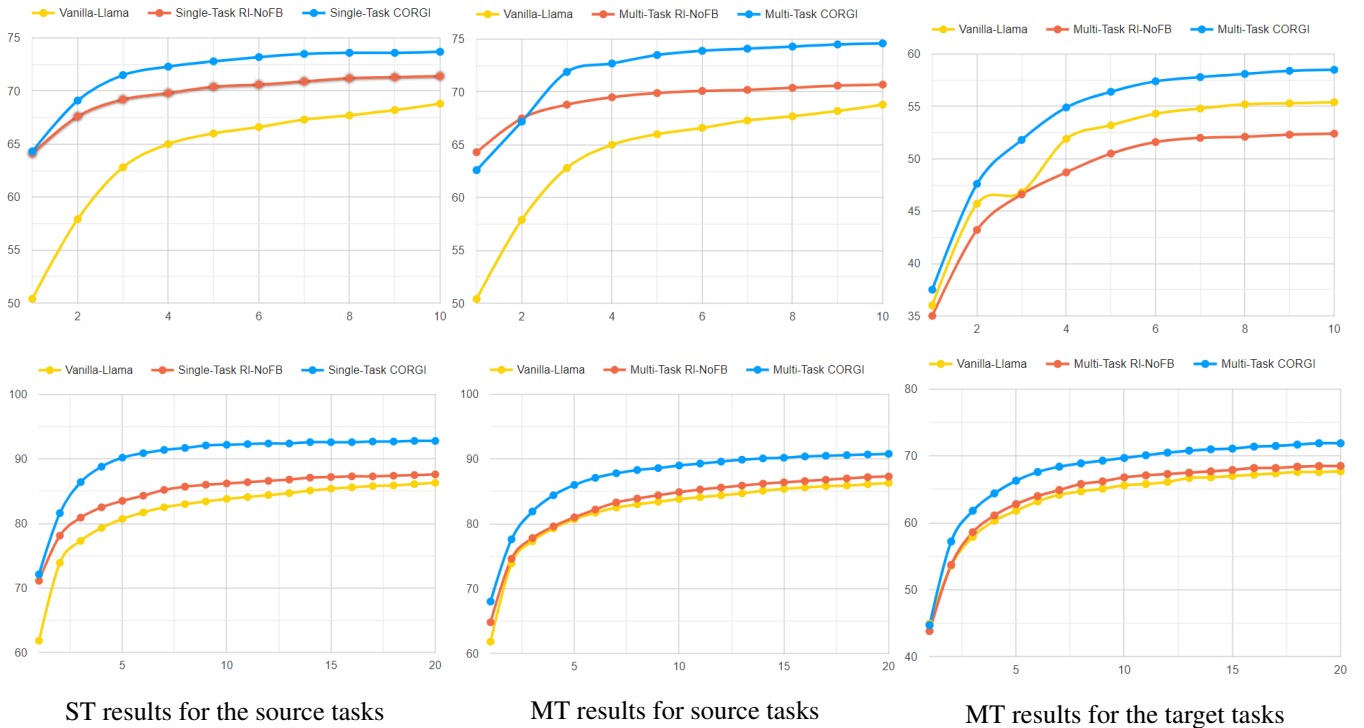 Vanilla-Llama Single-Task RI-NoFB Single-Task CORGI
75
70
65
60
55
50
2 4 6 8 10
Vanilla-Llama Multi-Task RI-NoFB Multi-Task CORGI
75
70
65
60
55
50
2 4 6 8 10
Vanilla-Llama Multi-Task RI-NoFB Multi-Task CORGI
60
55
50
45
40
35
2 4 6 8 10
Vanilla-Llama Single-Task RI-NoFB Single-Task CORGI
100
90
80
70
60
5 10 15 20
Vanilla-Llama Multi-Task RI-NoFB Multi-Task CORGI
100
90
80
70
60
5 10 15 20
Vanilla-Llama Multi-Task RI-NoFB Multi-Task CORGI
80
70
60
50
40
5 10 15 20
ST results for the source tasks
MT results for source tasks
MT results for the target tasks